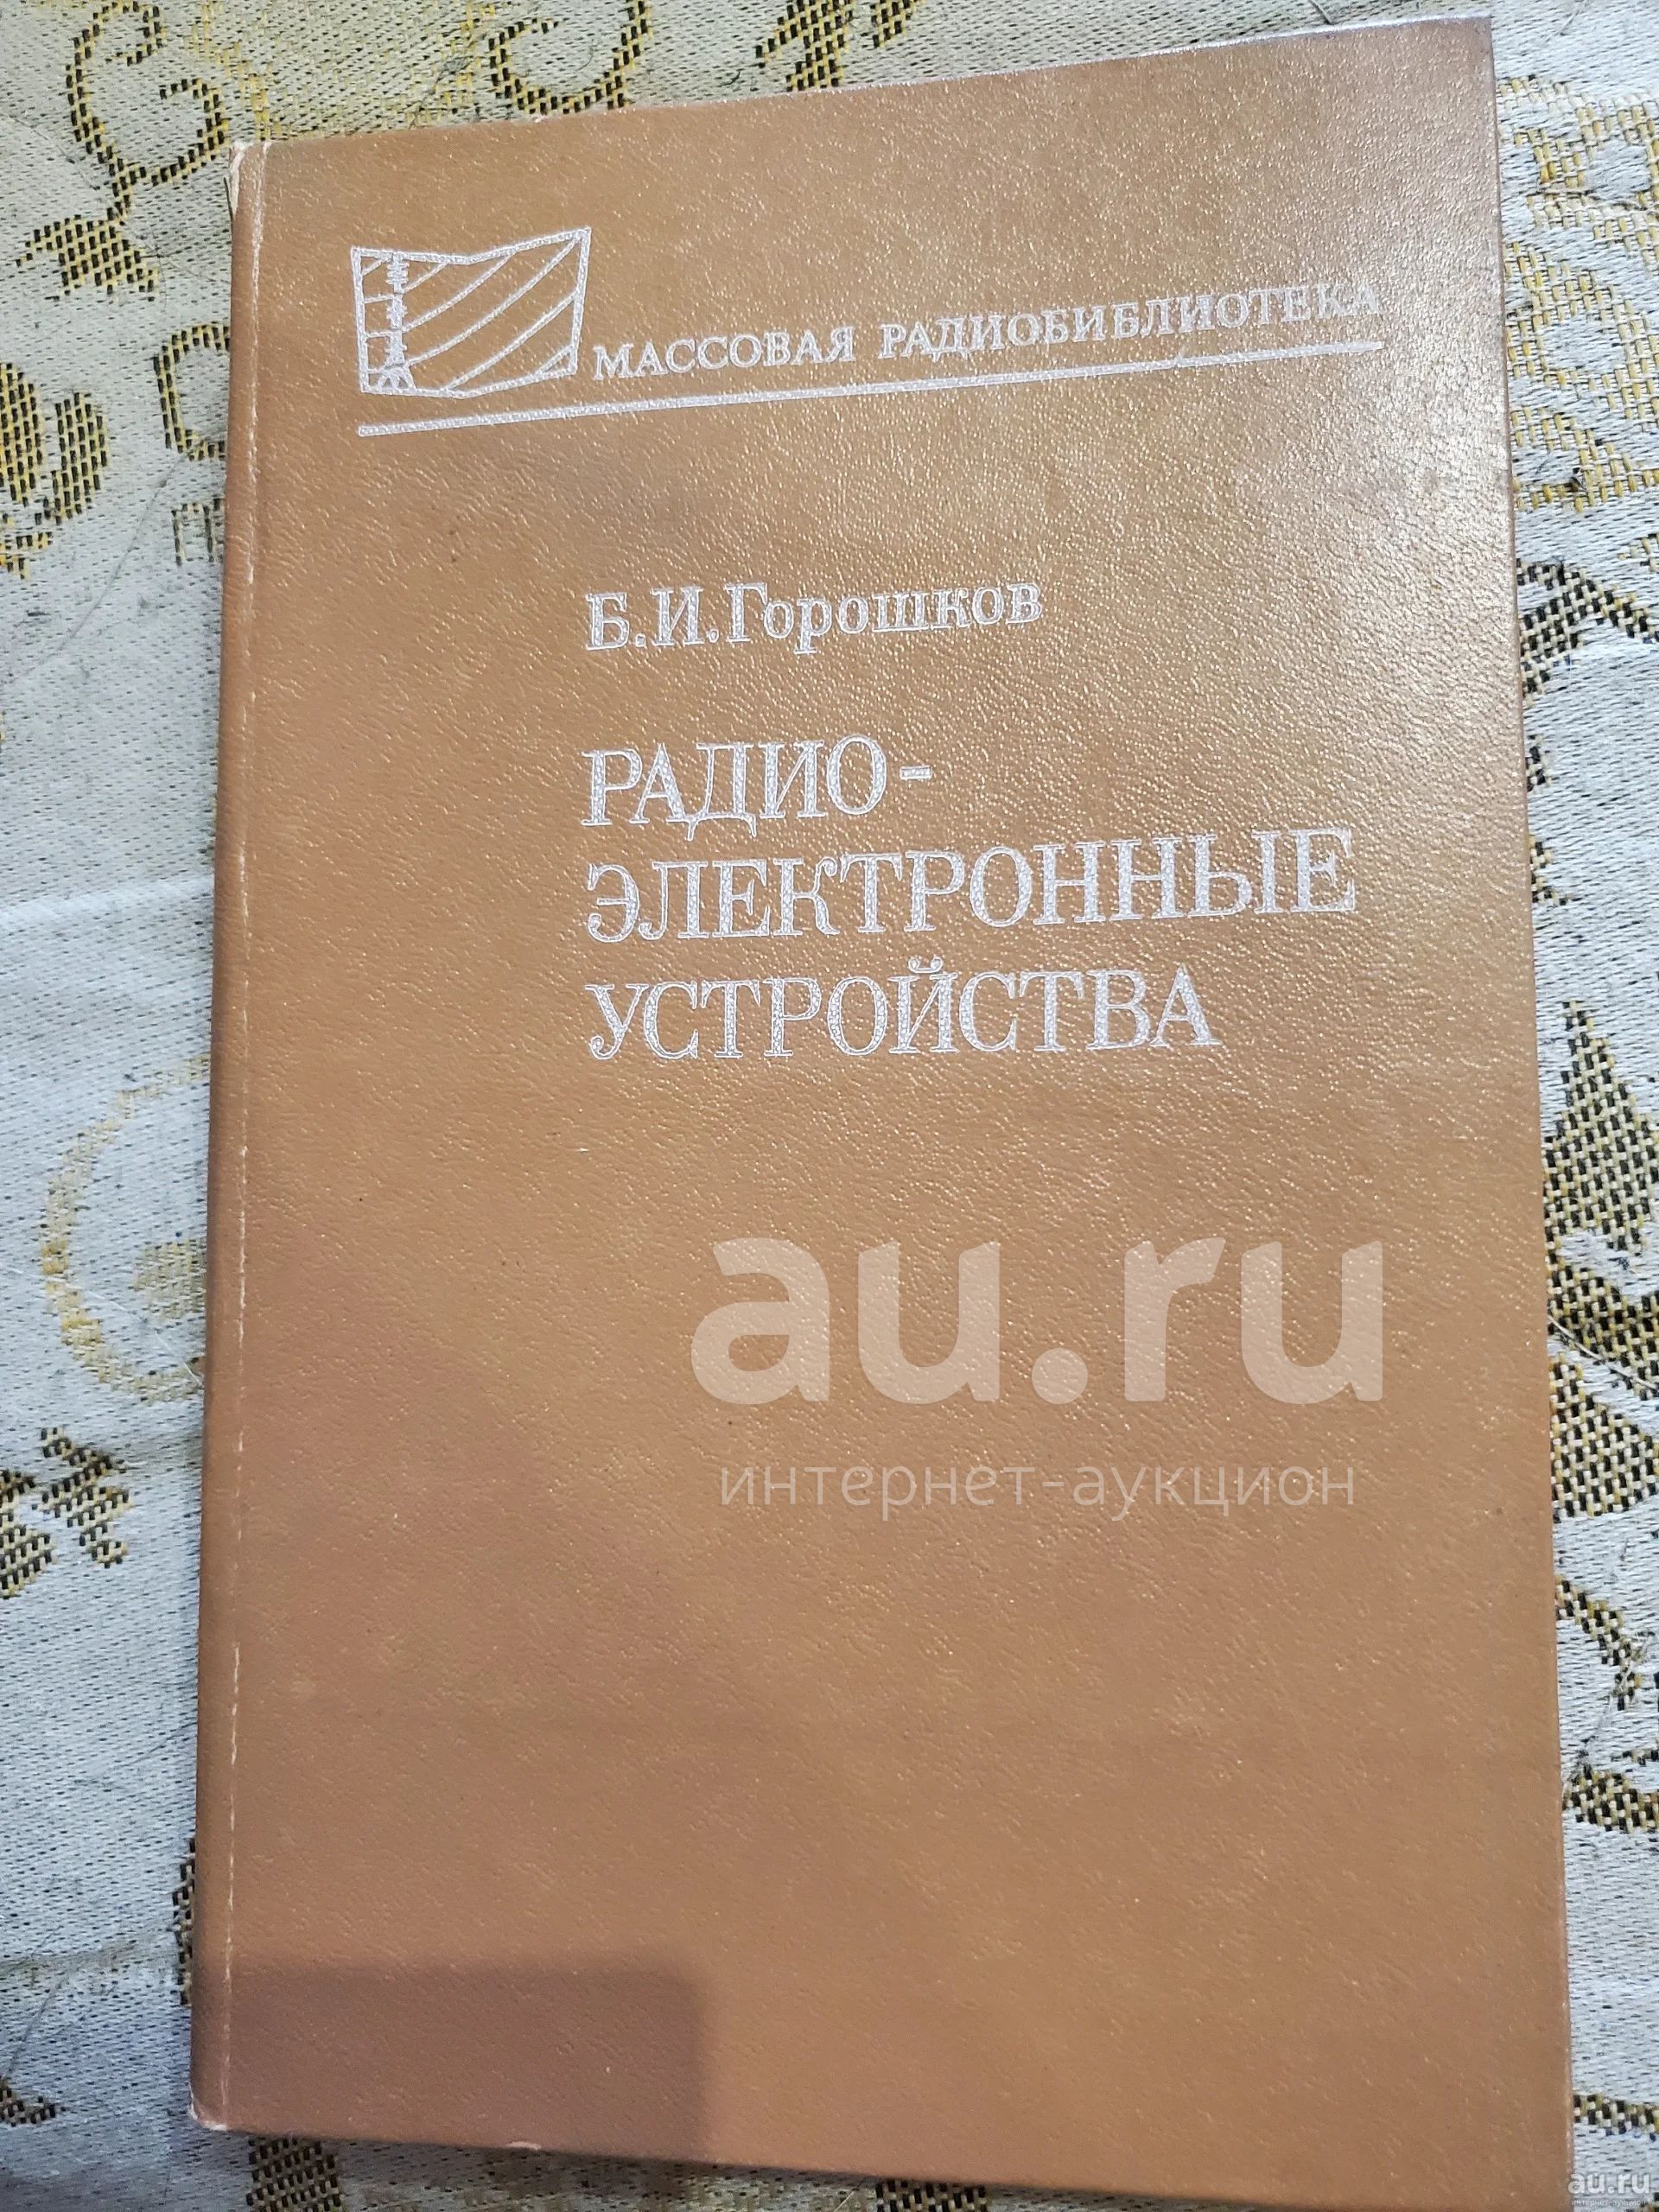 МАССОВАЯ РАДИОБИБЛИОТЕКА
Б.И.Горошков
РАДИО-
ЭЛЕКТРОННЫЕ
УСТРОЙСТВА
au.ru
интернет-аукцион
au.ru